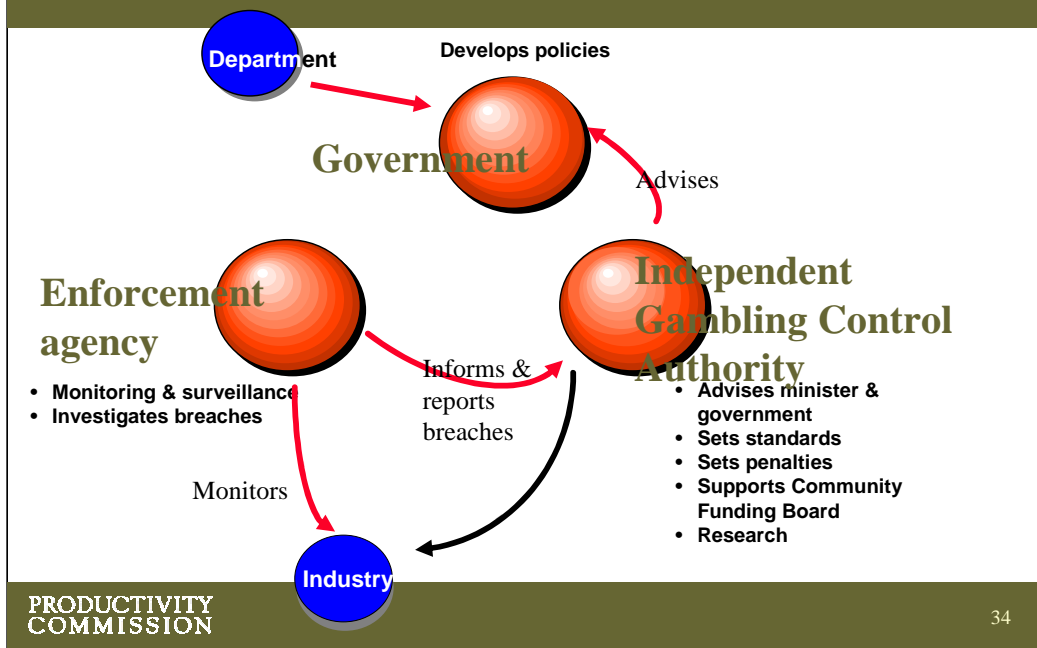 Department
Develops policies
Government
Advises
Enforcement
agency
• Monitoring & surveillance
• Investigates breaches
Informs &
reports
breaches
Independent
Gambling Control
Authority
• Advises minister &
government
• Sets standards
• Sets penalties
• Supports Community
Funding Board
• Research
Monitors
Industry
PRODUCTIVITY
COMMISSION
34